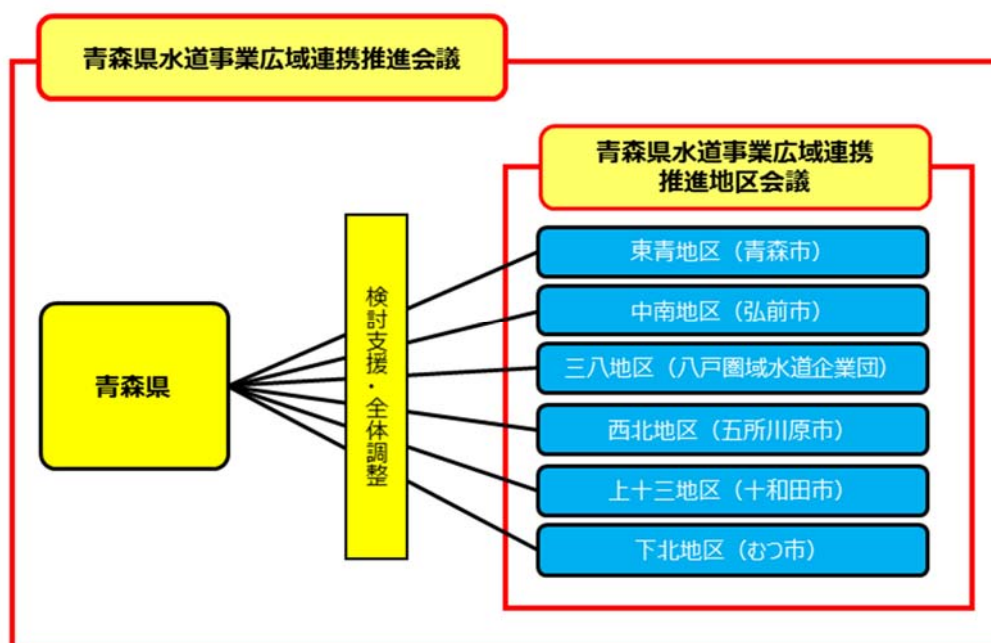 青森県水道事業広域連携推進会議
青森県水道事業広域連携
推進地区会議
青森県
検討支援・全体調整
東青地区（青森市）
中南地区（弘前市）
三八地区（八戸圏域水道企業団）
西北地区（五所川原市）
上十三地区（十和田市）
下北地区（むつ市）